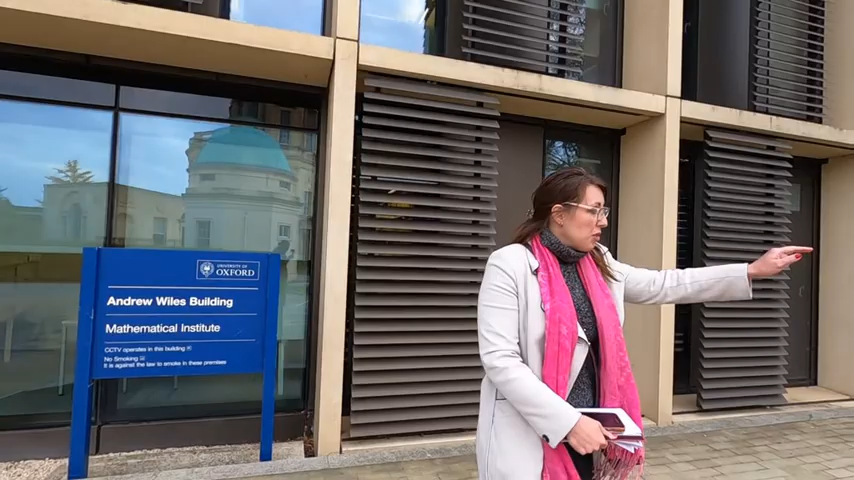 UNIVERSITY OF
OXFORD
Andrew Wiles Building
Mathematical Institute
CCTV operates in this building
No Smoking
It is against the law to smoke in these premises